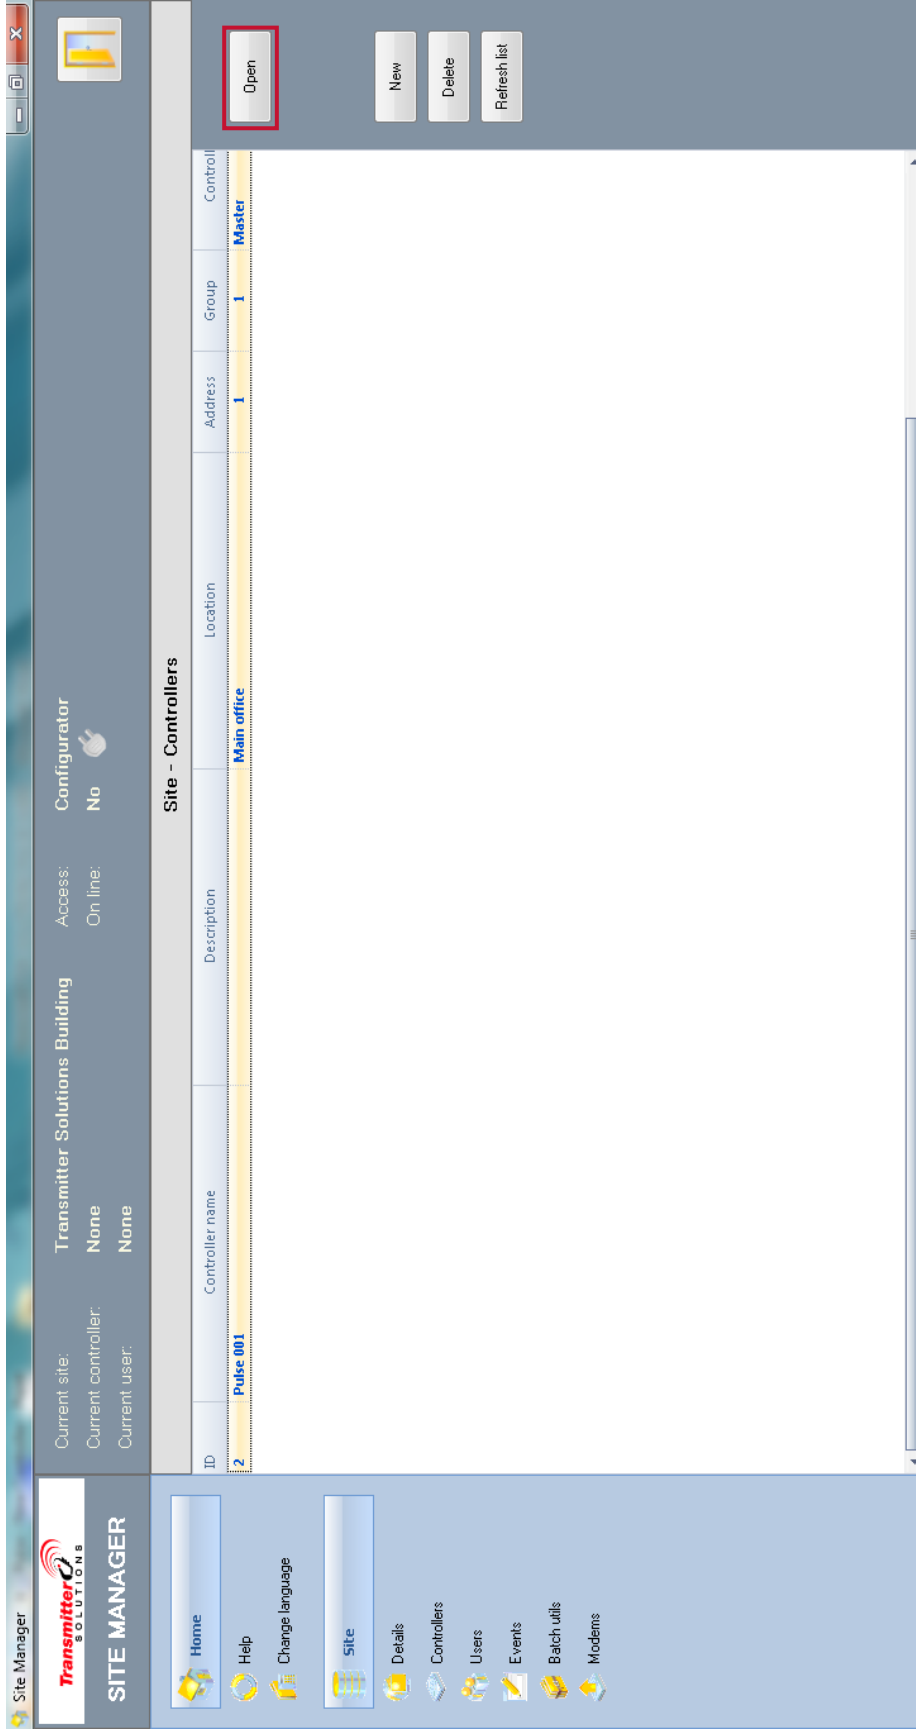 Site Manager
Transmitter
SOLUTIONS
SITE MANAGER
Current site: Transmitter Solutions Building Access: Configurator
Current controller: None On line: No
Current user: None
Home
Help
Change language
Site
Details
Controllers
Users
Events
Batch utils
Modems
Site - Controllers
ID Controller name Description Location Address Group Controll
2 Pulse 001 Main office 1 1 Master
Open
New
Delete
Refresh list